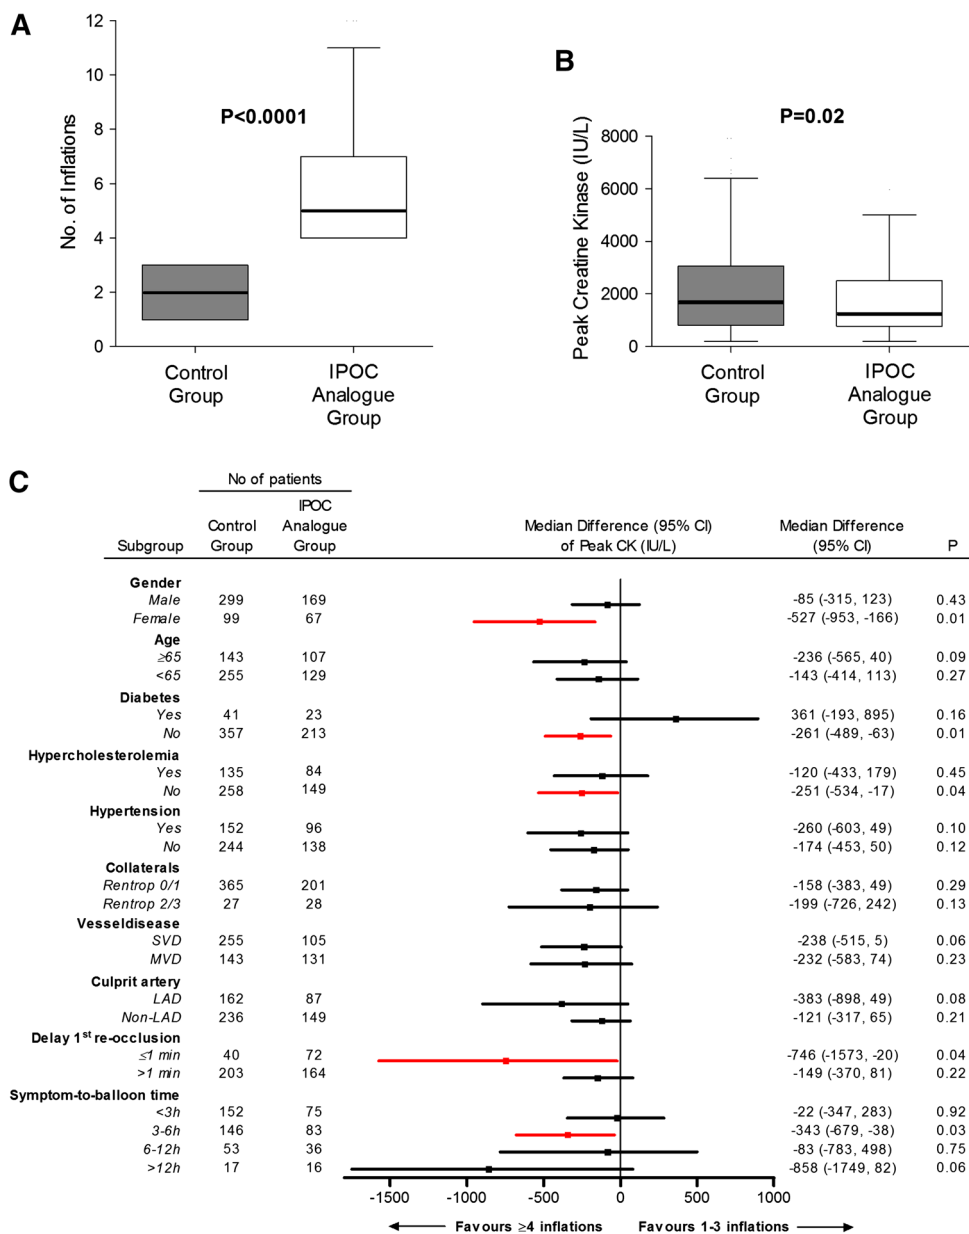 A
12
10
8
6
4
2
0
No. of Inflations
P<0.0001
Control
Group
IPOC
Analogue
Group
B
P=0.02
Peak Creatine Kinase (IU/L)
8000
6000
4000
2000
0
Control
Group
IPOC
Analogue
Group
C
No of patients
Subgroup
Control
Group
IPOC
Analogue
Group
Median Difference (95% CI)
of Peak CK (IU/L)
Median Difference
(95% CI)
P
Gender
Male 299 169 -85 (-315, 123) 0.43
Female 99 67 -527 (-953, -166) 0.01
Age
≥65 143 107 -236 (-565, 40) 0.09
<65 255 129 -143 (-414, 113) 0.27
Diabetes
Yes 41 23 361 (-193, 895) 0.16
No 357 213 -261 (-489, -63) 0.01
Hypercholesterolemia
Yes 135 84 -120 (-433, 179) 0.45
No 258 149 -251 (-534, -17) 0.04
Hypertension
Yes 152 96 -260 (-603, 49) 0.10
No 244 138 -174 (-453, 50) 0.12
Collaterals
Rentrop 0/1 365 201 -158 (-383, 49) 0.29
Rentrop 2/3 27 28 -199 (-726, 242) 0.13
Vesseldisease
SVD 255 105 -238 (-515, 5) 0.06
MVD 143 131 -232 (-583, 74) 0.23
Culprit artery
LAD 162 87 -383 (-898, 49) 0.08
Non-LAD 236 149 -121 (-317, 65) 0.21
Delay 1st re-occlusion
≤1 min 40 72 -746 (-1573, -20) 0.04
>1 min 203 164 -149 (-370, 81) 0.22
Symptom-to-balloon time
<3h 152 75 -22 (-347, 283) 0.92
3-6h 146 83 -343 (-679, -38) 0.03
6-12h 53 36 -83 (-783, 498) 0.75
>12h 17 16 -858 (-1749, 82) 0.06
-1500 -1000 -500 0 500 1000
Favours ≥4 inflations Favours 1-3 inflations